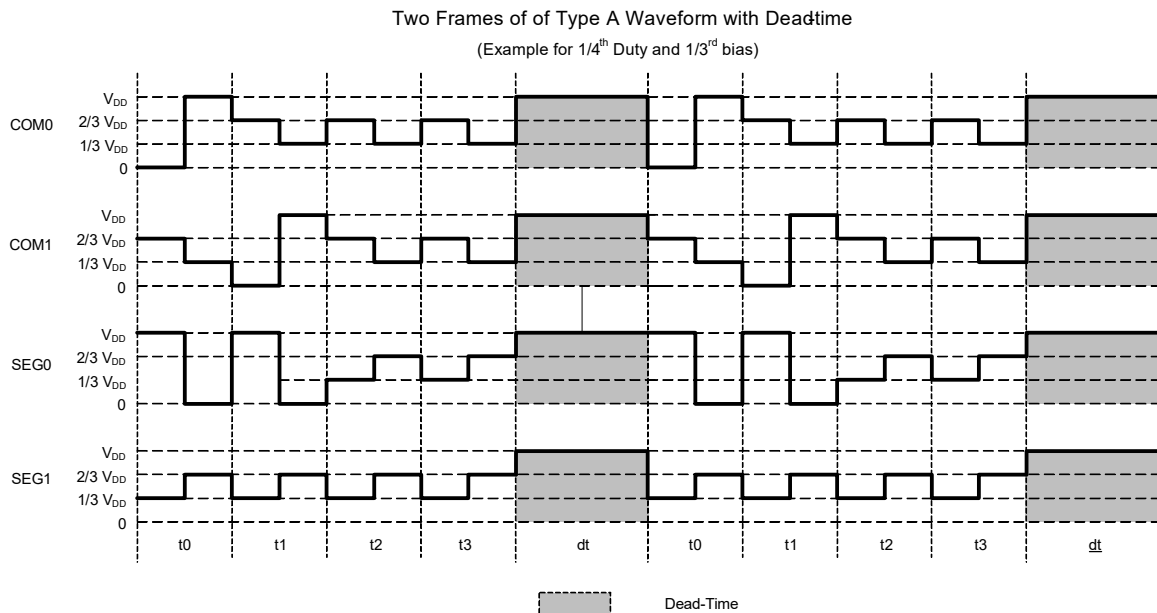 Two Frames of of Type A Waveform with Dead-time
(Example for 1/4th Duty and 1/3rd bias)
COM0
VDD
2/3 VDD
1/3 VDD
0
COM1
VDD
2/3 VDD
1/3 VDD
0
SEG0
VDD
2/3 VDD
1/3 VDD
0
SEG1
VDD
2/3 VDD
1/3 VDD
0
t0 t1 t2 t3 dt t0 t1 t2 t3 dt
Dead-Time